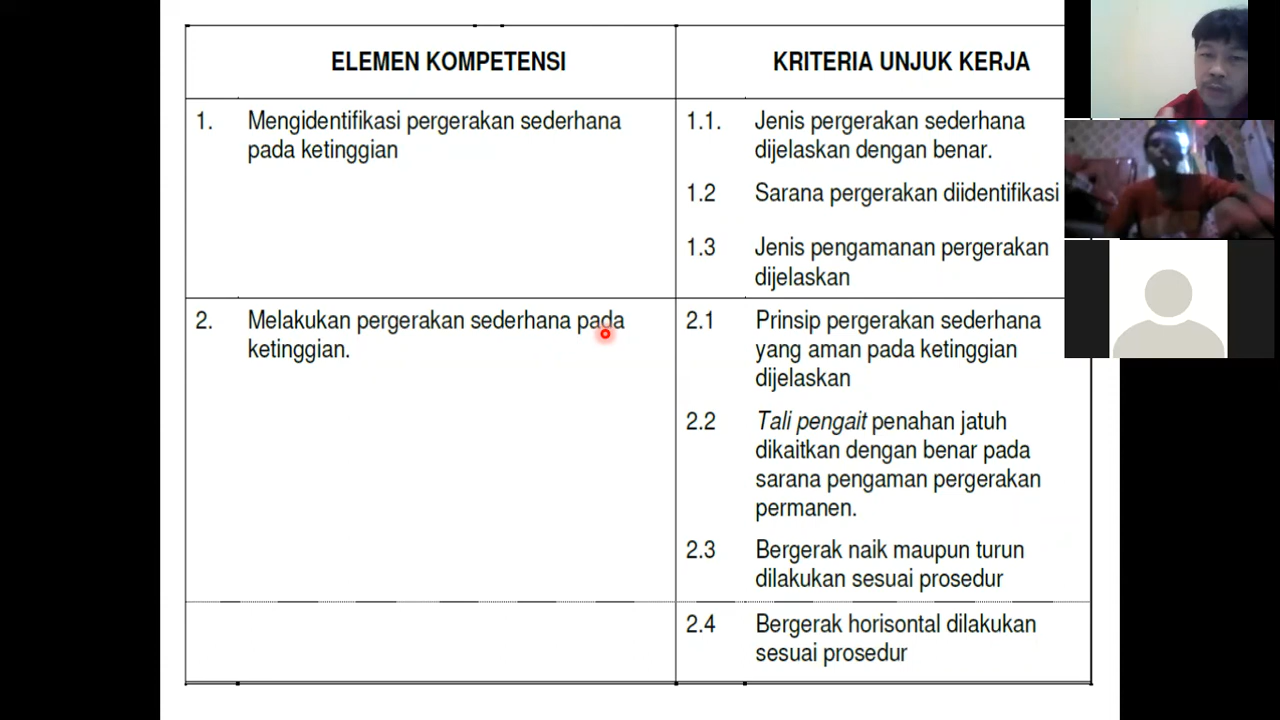 ELEMEN KOMPETENSI
KRITERIA UNJUK KERJA
1. Mengidentifikasi pergerakan sederhana
pada ketinggian
1.1. Jenis pergerakan sederhana
dijelaskan dengan benar.
1.2 Sarana pergerakan diidentifikasi
1.3 Jenis pengamanan pergerakan
dijelaskan
2. Melakukan pergerakan sederhana pada
ketinggian.
2.1 Prinsip pergerakan sederhana
yang aman pada ketinggian
dijelaskan
2.2 Tali pengait penahan jatuh
dikaitkan dengan benar pada
sarana pengaman pergerakan
permanen.
2.3 Bergerak naik maupun turun
dilakukan sesuai prosedur
2.4 Bergerak horisontal dilakukan
sesuai prosedur